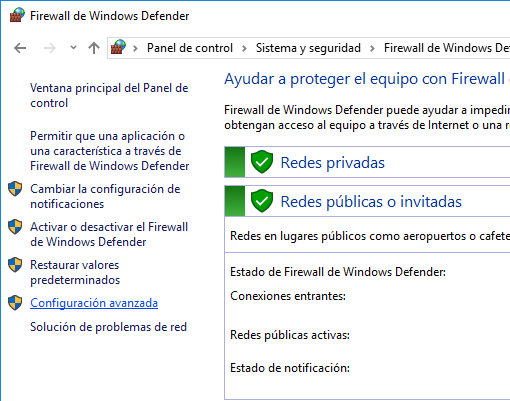 Firewall de Windows Defender
Panel de control
Sistema y seguridad
Firewall de Windows
Ventana principal del Panel de
control
Permitir que una aplicación o
una característica a través de
Firewall de Windows Defender
Cambiar la configuración de
notificaciones
Activar o desactivar el Firewall
de Windows Defender
Restaurar valores
predeterminados
Configuración avanzada
Solución de problemas de red
Ayudar a proteger el equipo con Firewall
Firewall de Windows Defender puede ayudar a impedir
obtengan acceso al equipo a través de Internet o una
Redes privadas
Redes públicas o invitadas
Redes en lugares públicos como aeropuertos o cafete
Estado de Firewall de Windows Defender:
Conexiones entrantes:
Redes públicas activas:
Estado de notificación: